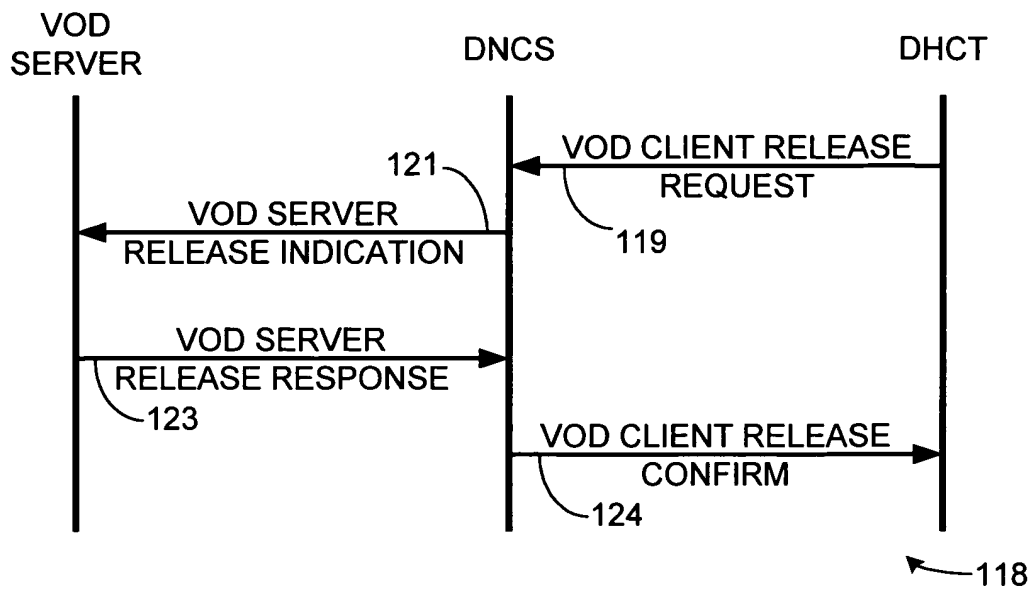 VOD
SERVER
DNCS
DHCT
VOD CLIENT RELEASE
REQUEST
121
119
VOD SERVER
RELEASE INDICATION
VOD SERVER
RELEASE RESPONSE
123
VOD CLIENT RELEASE
CONFIRM
124
118